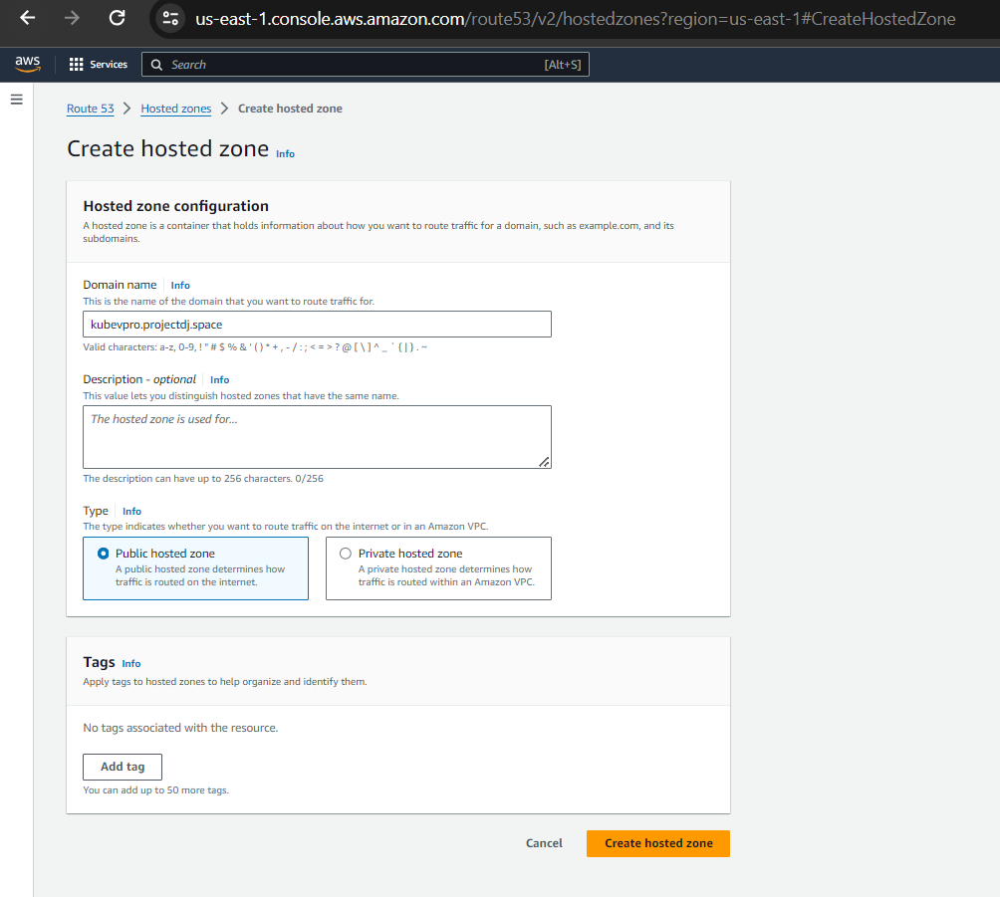 us-east-1.console.aws.amazon.com/route53/v2/hostedzones?region=us-east-1#CreateHostedZone
aws
Services
Search
[Alt+S]
Route 53
Hosted zones
Create hosted zone
Create hosted zone Info
Hosted zone configuration
A hosted zone is a container that holds information about how you want to route traffic for a domain, such as example.com, and its
subdomains.
Domain name Info
This is the name of the domain that you want to route traffic for.
kubevpro.projectdj.space
Valid characters: a-z, 0-9, ! " # $ % & ' ( ) * + , - / : ; < = > ? @ [ \ ] ^ _ ` { | } . ~
Description - optional Info
This value lets you distinguish hosted zones that have the same name.
The hosted zone is used for...
The description can have up to 256 characters. 0/256
Type Info
The type indicates whether you want to route traffic on the internet or in an Amazon VPC.
Public hosted zone
A public hosted zone determines how
traffic is routed on the internet.
Private hosted zone
A private hosted zone determines how
traffic is routed within an Amazon VPC.
Tags Info
Apply tags to hosted zones to help organize and identify them.
No tags associated with the resource.
Add tag
You can add up to 50 more tags.
Cancel
Create hosted zone